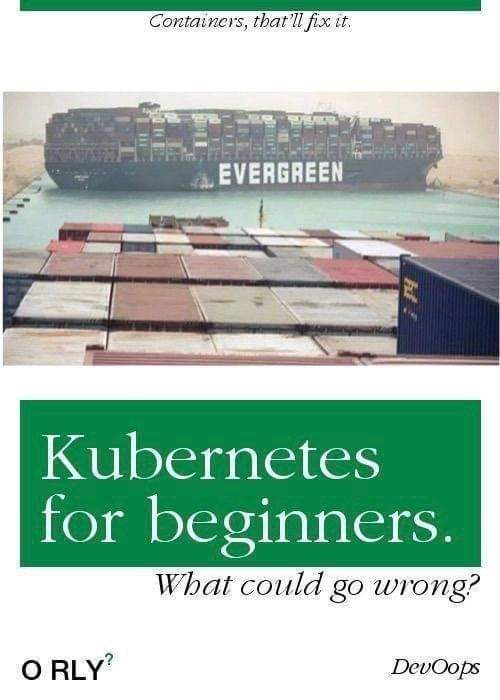 Containers, that'll fix it.
EVERGREEN
Kubernetes
for beginners.
What could go wrong?
O RLY?
DevOops